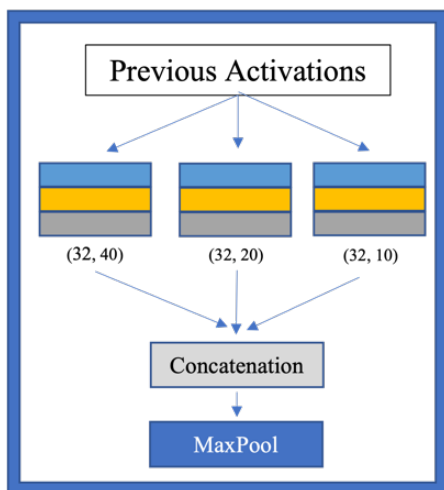 Previous Activations
(32, 40) (32, 20) (32, 10)
Concatenation
MaxPool